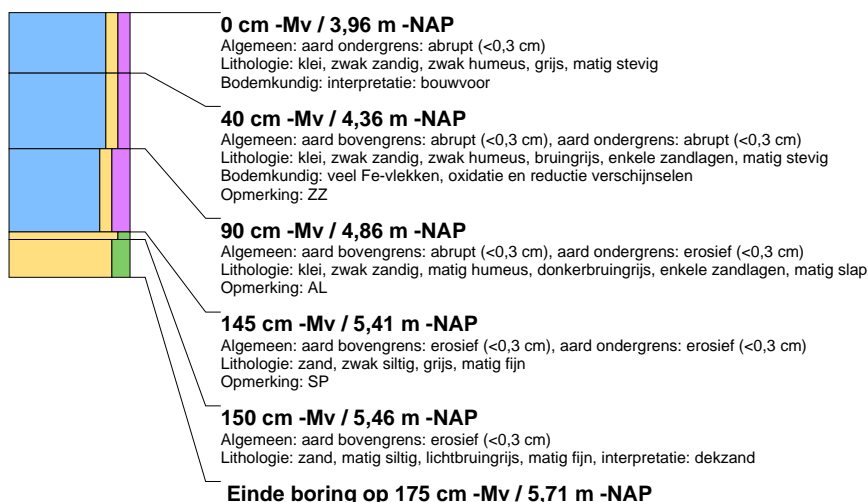 0 cm -Mv / 3,96 m -NAP
Algemeen: aard ondergrens: abrupt (<0,3 cm)
Lithologie: klei, zwak zandig, zwak humeus, grijs, matig stevig
Bodemkundig: interpretatie: bouwvoor
40 cm -Mv / 4,36 m -NAP
Algemeen: aard bovengrens: abrupt (<0,3 cm), aard ondergrens: abrupt (<0,3 cm)
Lithologie: klei, zwak zandig, zwak humeus, bruingrijs, enkele zandlagen, matig stevig
Bodemkundig: veel Fe-vlekken, oxidatie en reductie verschijnselen
Opmerking: ZZ
90 cm -Mv / 4,86 m -NAP
Algemeen: aard bovengrens: abrupt (<0,3 cm), aard ondergrens: erosief (<0,3 cm)
Lithologie: klei, zwak zandig, matig humeus, donkerbruingrijs, enkele zandlagen, matig slap
Opmerking: AL
145 cm -Mv / 5,41 m -NAP
Algemeen: aard bovengrens: erosief (<0,3 cm), aard ondergrens: erosief (<0,3 cm)
Lithologie: zand, zwak siltig, grijs, matig fijn
Opmerking: SP
150 cm -Mv / 5,46 m -NAP
Algemeen: aard bovengrens: erosief (<0,3 cm)
Lithologie: zand, matig siltig, lichtbruingrijs, matig fijn, interpretatie: dekzand
Einde boring op 175 cm -Mv / 5,71 m -NAP